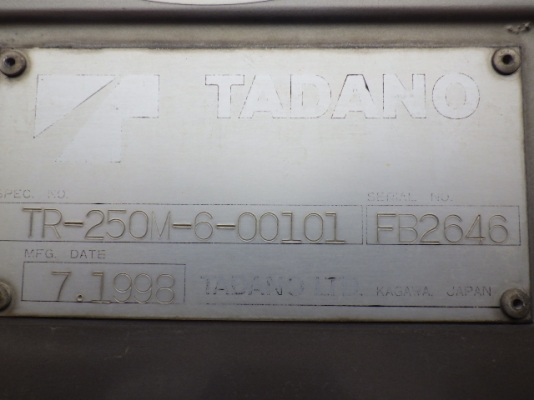 TADANO
SPEC. NO. SERIAL NO.
TR-250M-6-00101 FB2646
MFG. DATE
7.1998 TADANO LTD. KAGAWA, JAPAN